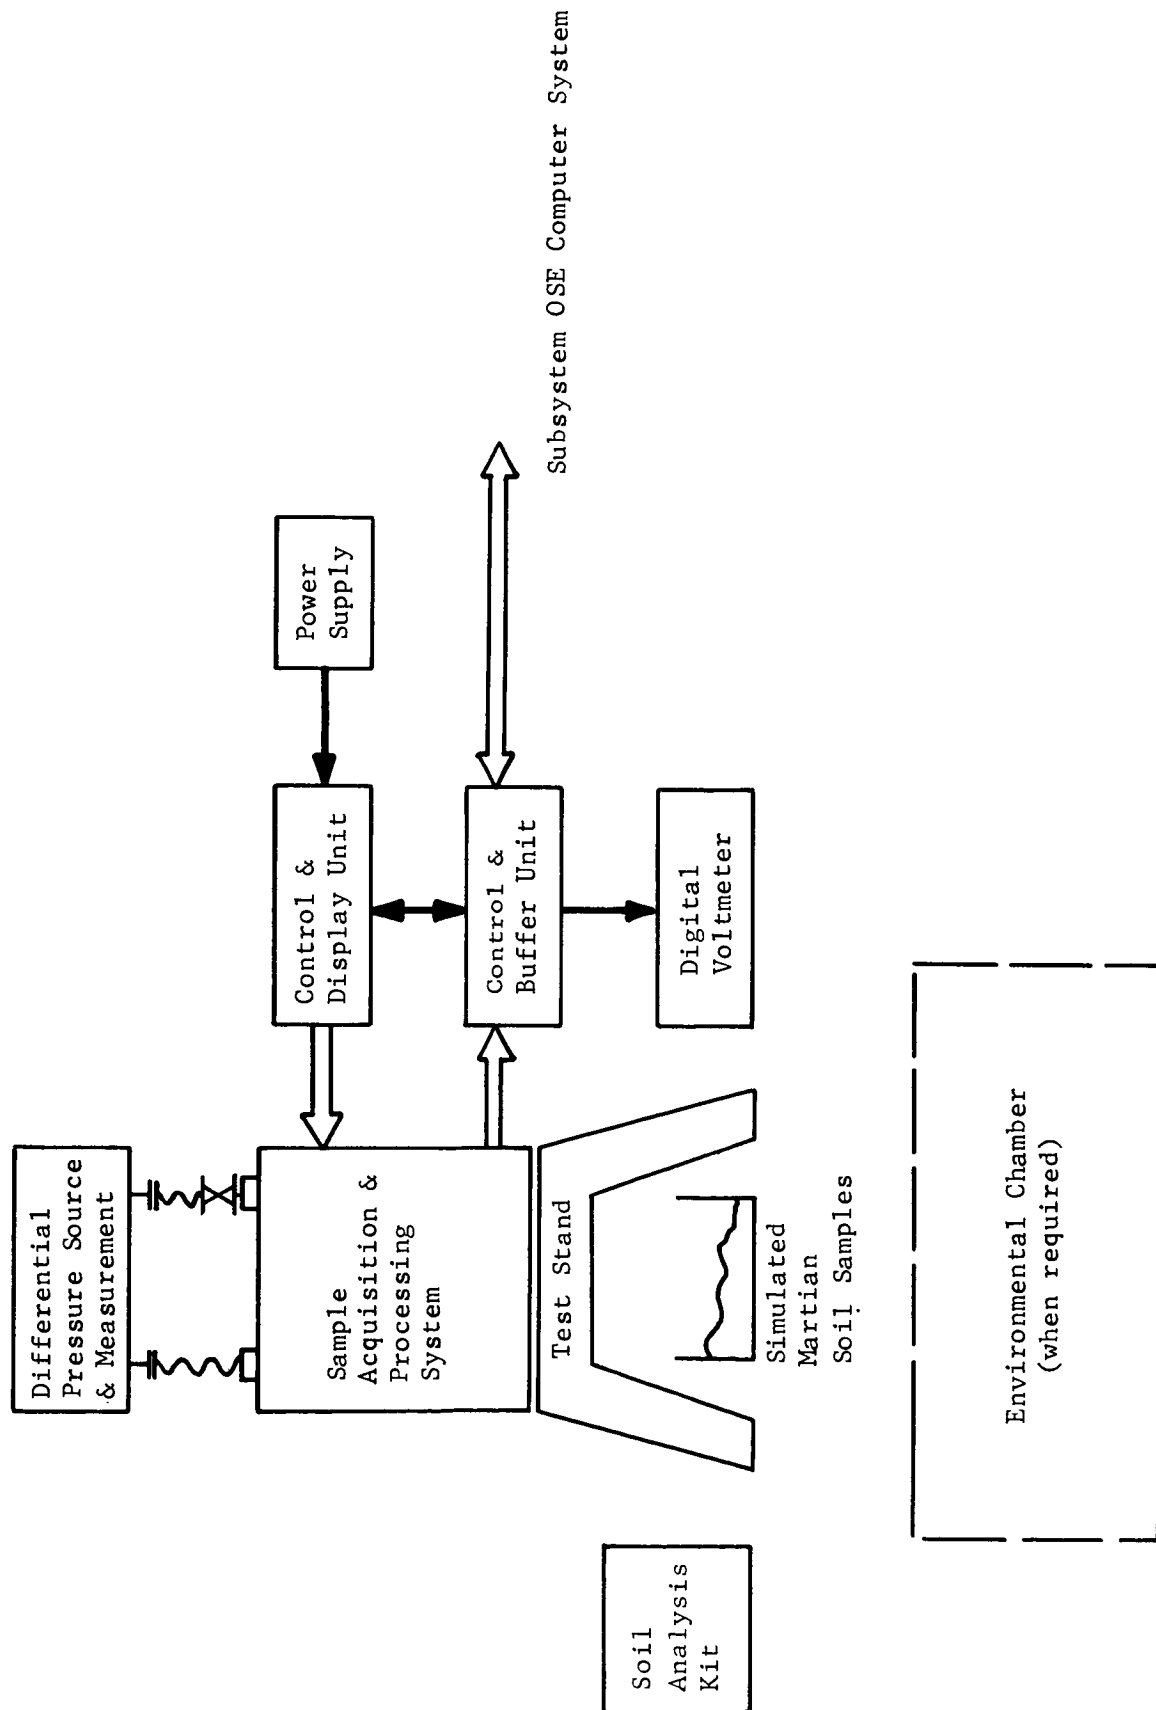 Differential
Pressure Source
& Measurement
Sample
Acquisition &
Processing
System
Control &
Display Unit
Power
Supply
Control &
Buffer Unit
Subsystem OSE Computer System
Digital
Voltmeter
Test Stand
Simulated
Martian
Soil Samples
Soil
Analysis
Kit
Environmental Chamber
(when required)